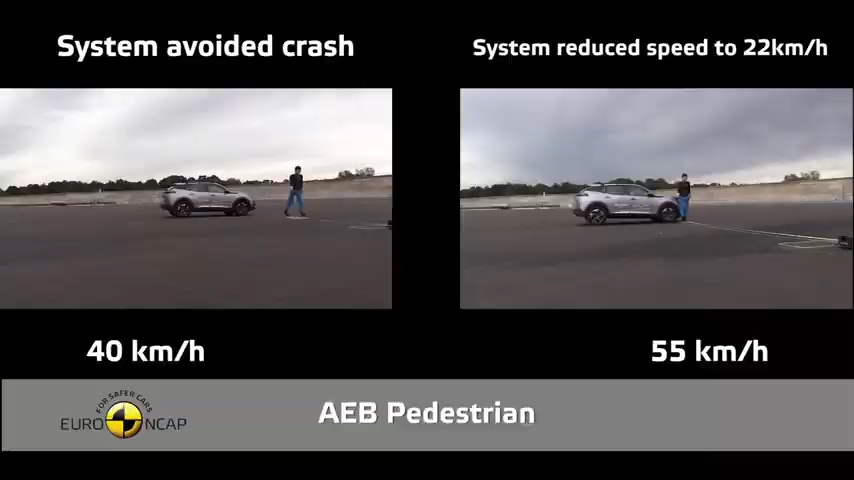 System avoided crash
System reduced speed to 22km/h
40 km/h
55 km/h
FOR SAFER CARS
EURO NCAP
AEB Pedestrian